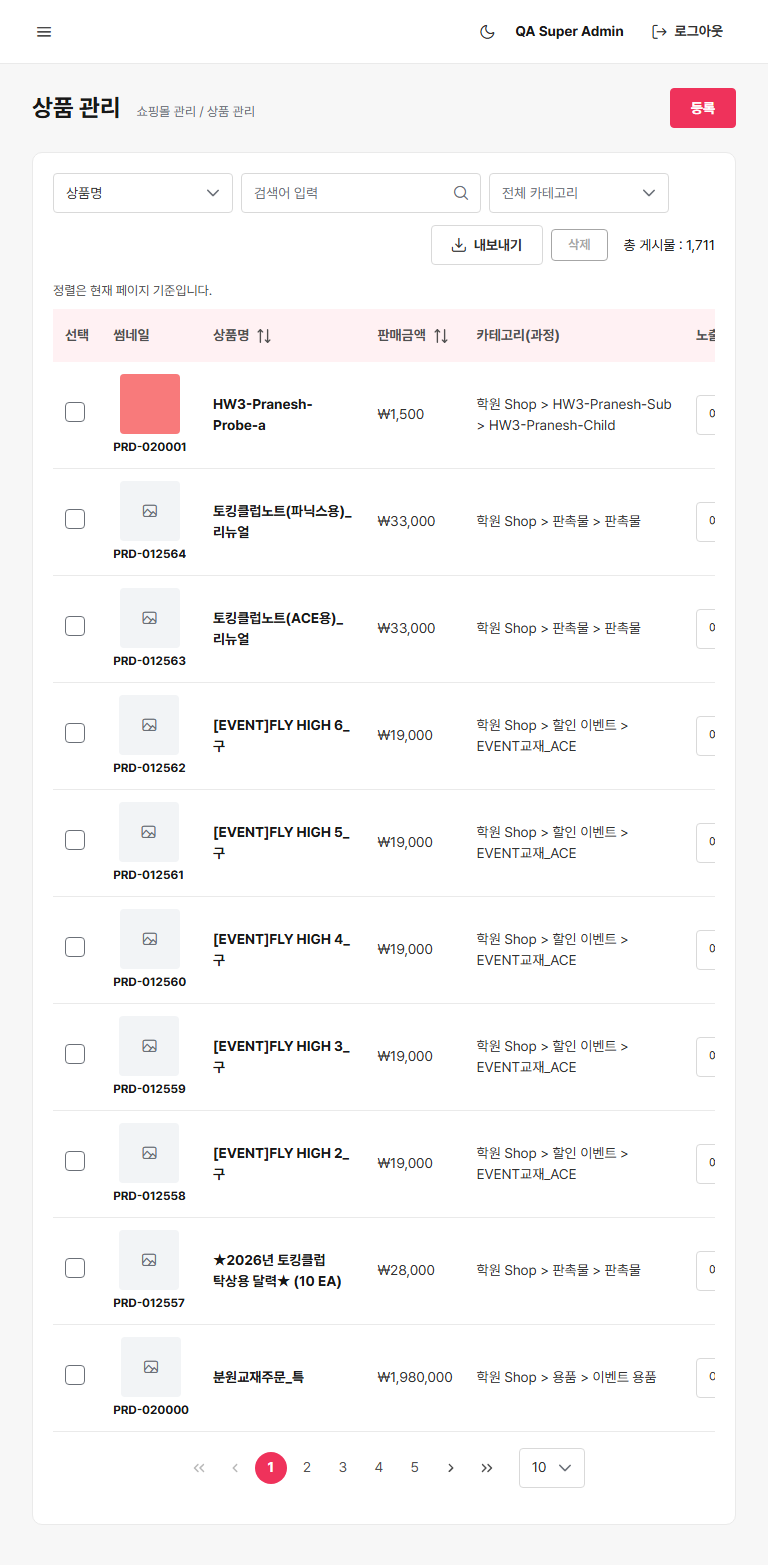 QA Super Admin
로그아웃
상품 관리
쇼핑몰 관리 / 상품 관리
등록
상품명
검색어 입력
전체 카테고리
내보내기
삭제
총 게시물 : 1,711
정렬은 현재 페이지 기준입니다.
선택
썸네일
상품명
판매금액
카테고리(과정)
PRD-020001
HW3-Pranesh-
Probe-a
₩1,500
학원 Shop > HW3-Pranesh-Sub
> HW3-Pranesh-Child
PRD-012564
토킹클럽노트(파닉스용)_
리뉴얼
₩33,000
학원 Shop > 판촉물 > 판촉물
PRD-012563
토킹클럽노트(ACE용)_
리뉴얼
₩33,000
학원 Shop > 판촉물 > 판촉물
PRD-012562
[EVENT]FLY HIGH 6_
구
₩19,000
학원 Shop > 할인 이벤트 >
EVENT교재_ACE
PRD-012561
[EVENT]FLY HIGH 5_
구
₩19,000
학원 Shop > 할인 이벤트 >
EVENT교재_ACE
PRD-012560
[EVENT]FLY HIGH 4_
구
₩19,000
학원 Shop > 할인 이벤트 >
EVENT교재_ACE
PRD-012559
[EVENT]FLY HIGH 3_
구
₩19,000
학원 Shop > 할인 이벤트 >
EVENT교재_ACE
PRD-012558
[EVENT]FLY HIGH 2_
구
₩19,000
학원 Shop > 할인 이벤트 >
EVENT교재_ACE
PRD-012557
★2026년 토킹클럽
탁상용 달력★ (10 EA)
₩28,000
학원 Shop > 판촉물 > 판촉물
PRD-020000
분원교재주문_특
₩1,980,000
학원 Shop > 용품 > 이벤트 용품
1 2 3 4 5
10